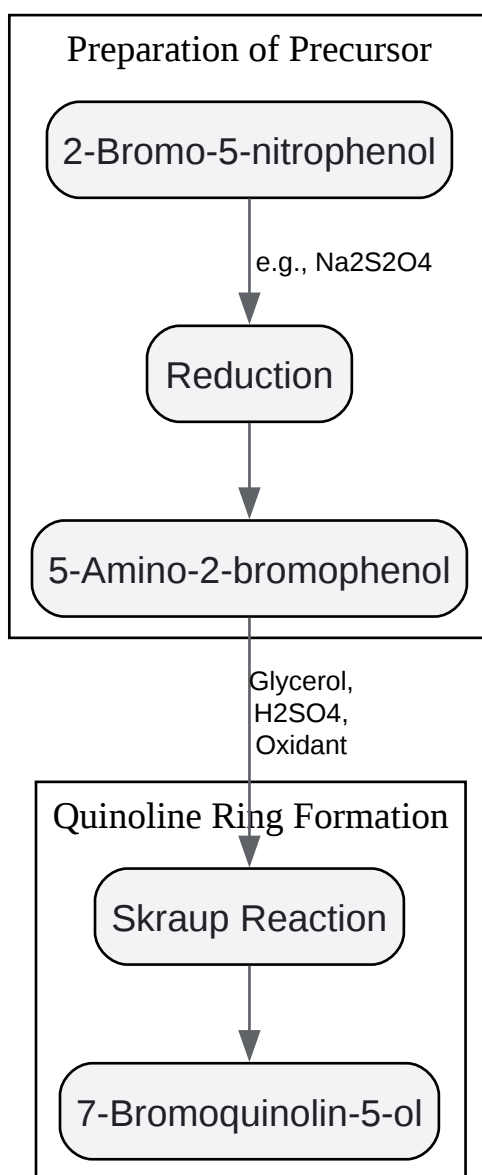 Preparation of Precursor
2-Bromo-5-nitrophenol
e.g., Na2S2O4
Reduction
5-Amino-2-bromophenol
Glycerol,
H2SO4,
Oxidant
Quinoline Ring Formation
Skraup Reaction
7-Bromoquinolin-5-ol